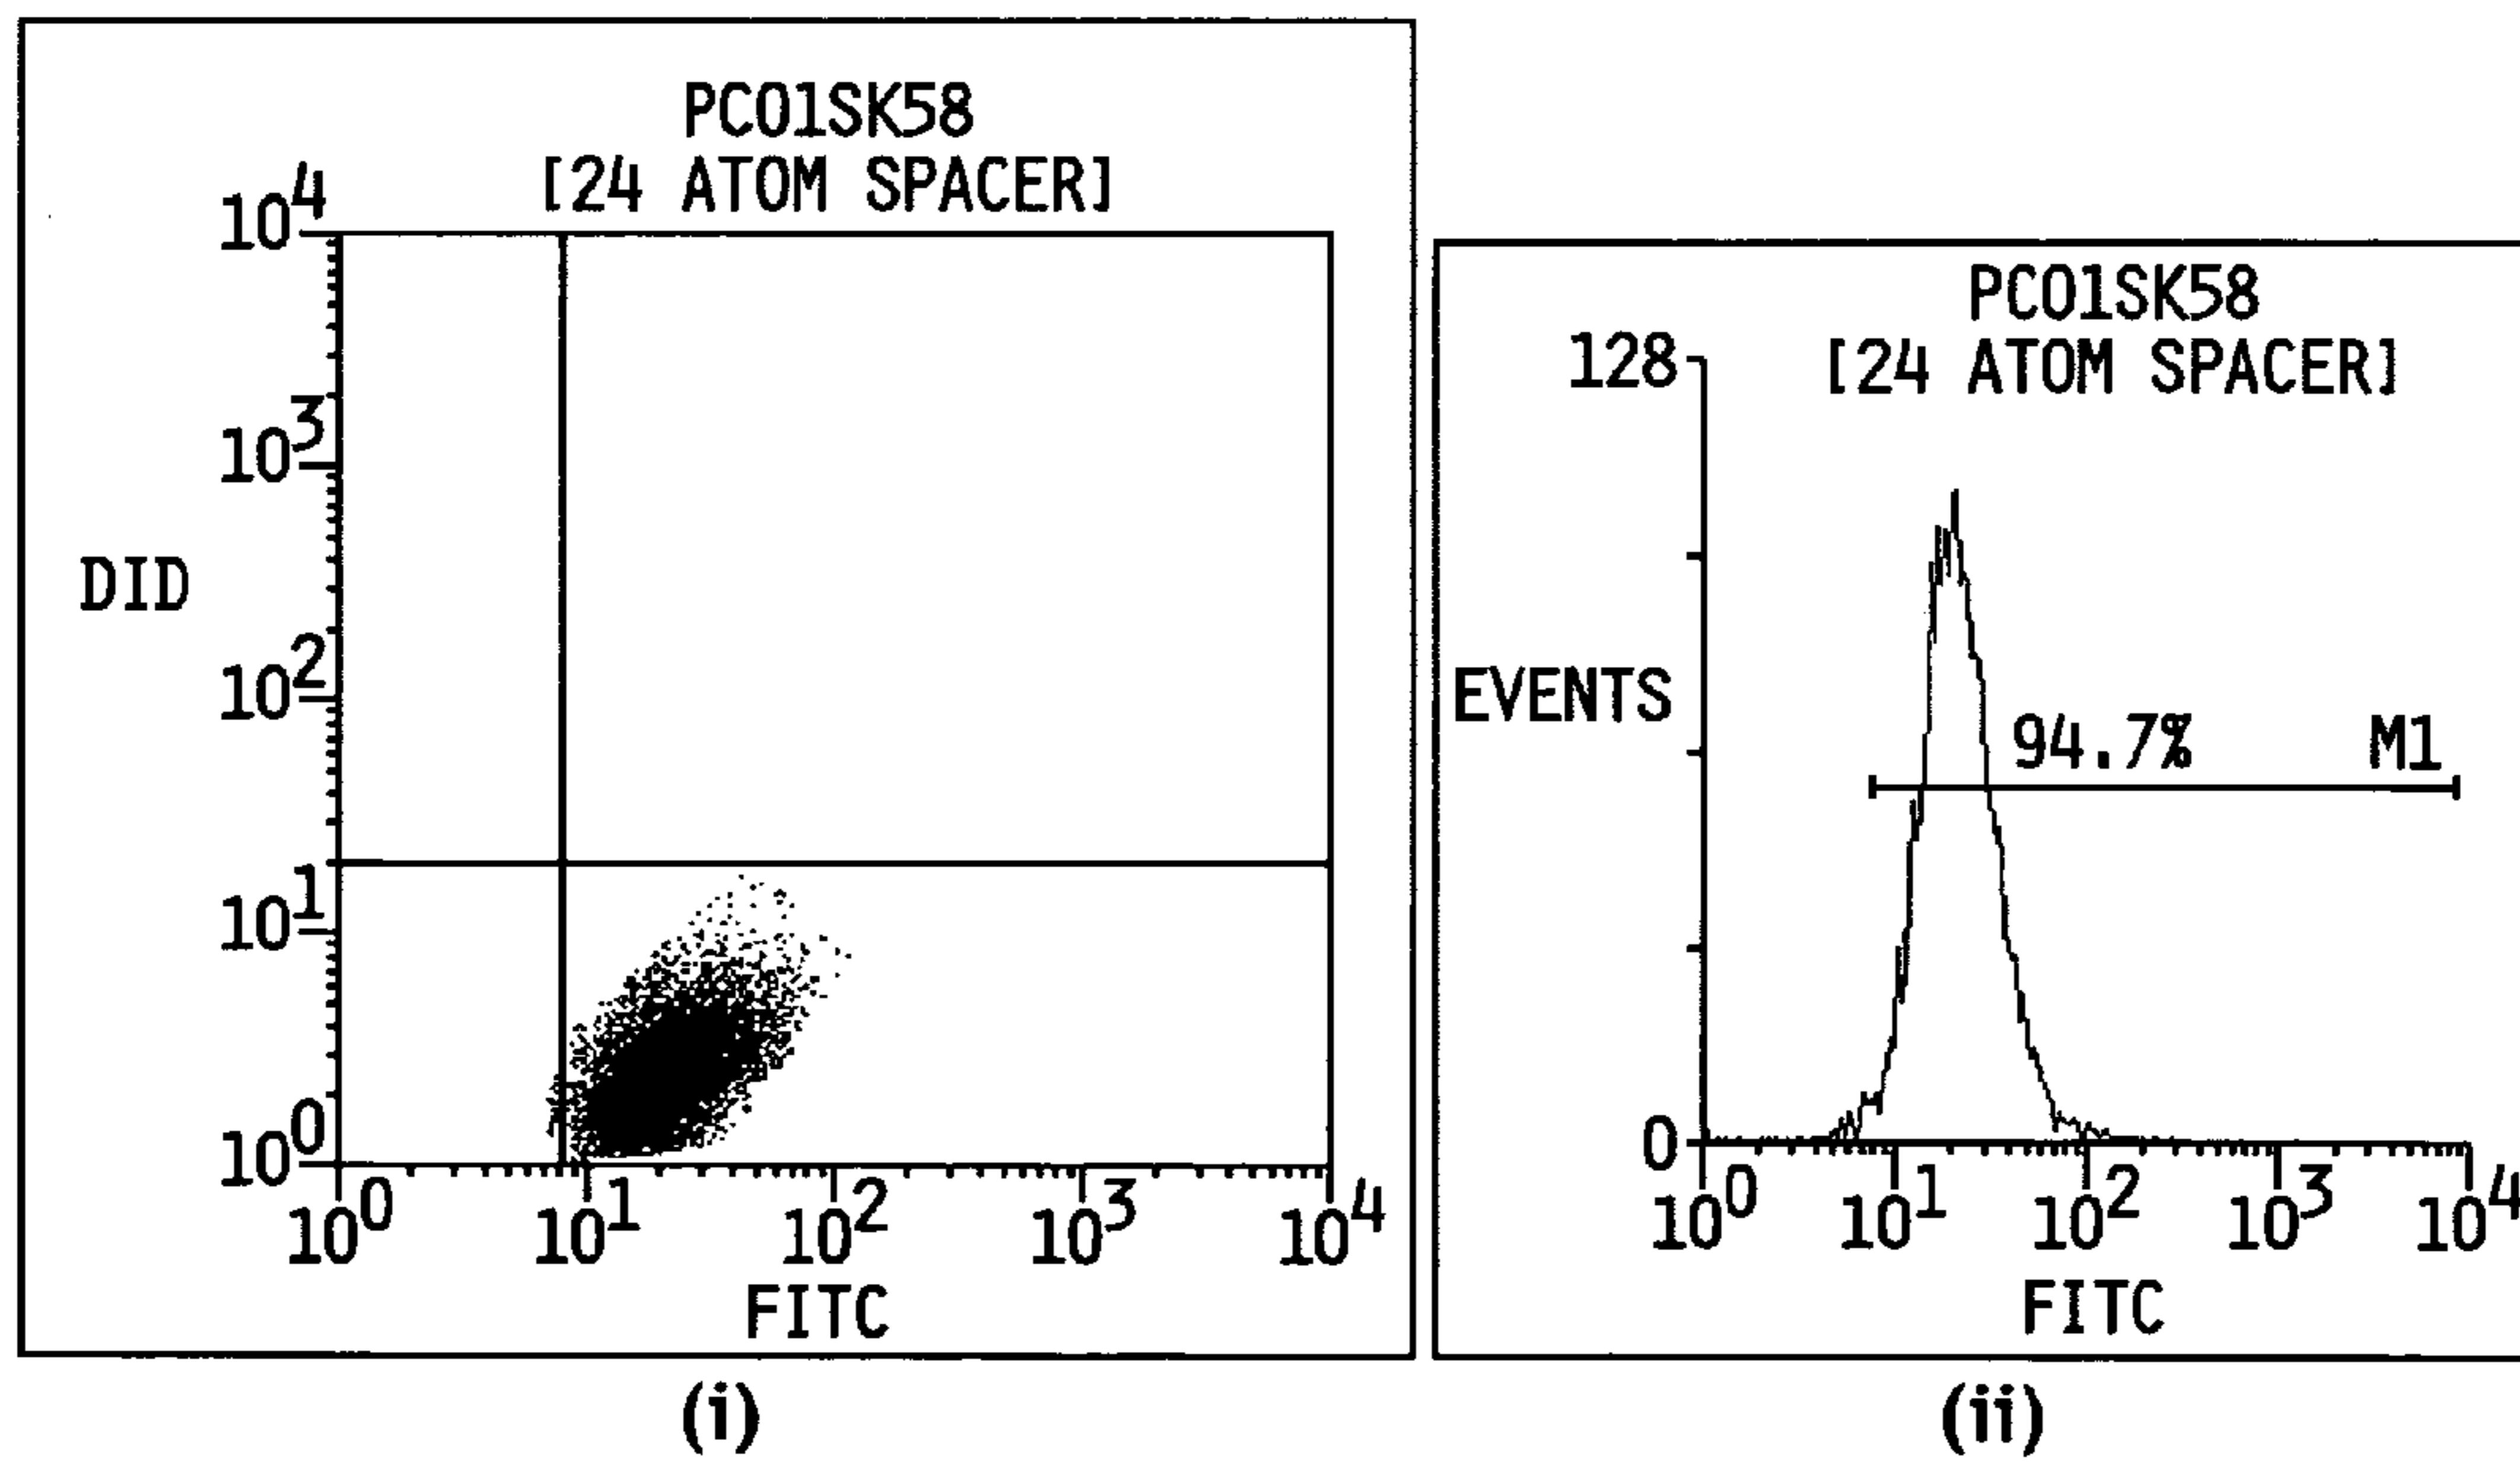 PC01SK58
[24 ATOM SPACER]
10^4
10^3
DID
10^2
10^1
10^0
10^0 10^1 10^2 10^3 10^4
FITC
(i)
PC01SK58
[24 ATOM SPACER]
128
EVENTS
94.7% M1
0
10^0 10^1 10^2 10^3 10^4
FITC
(ii)